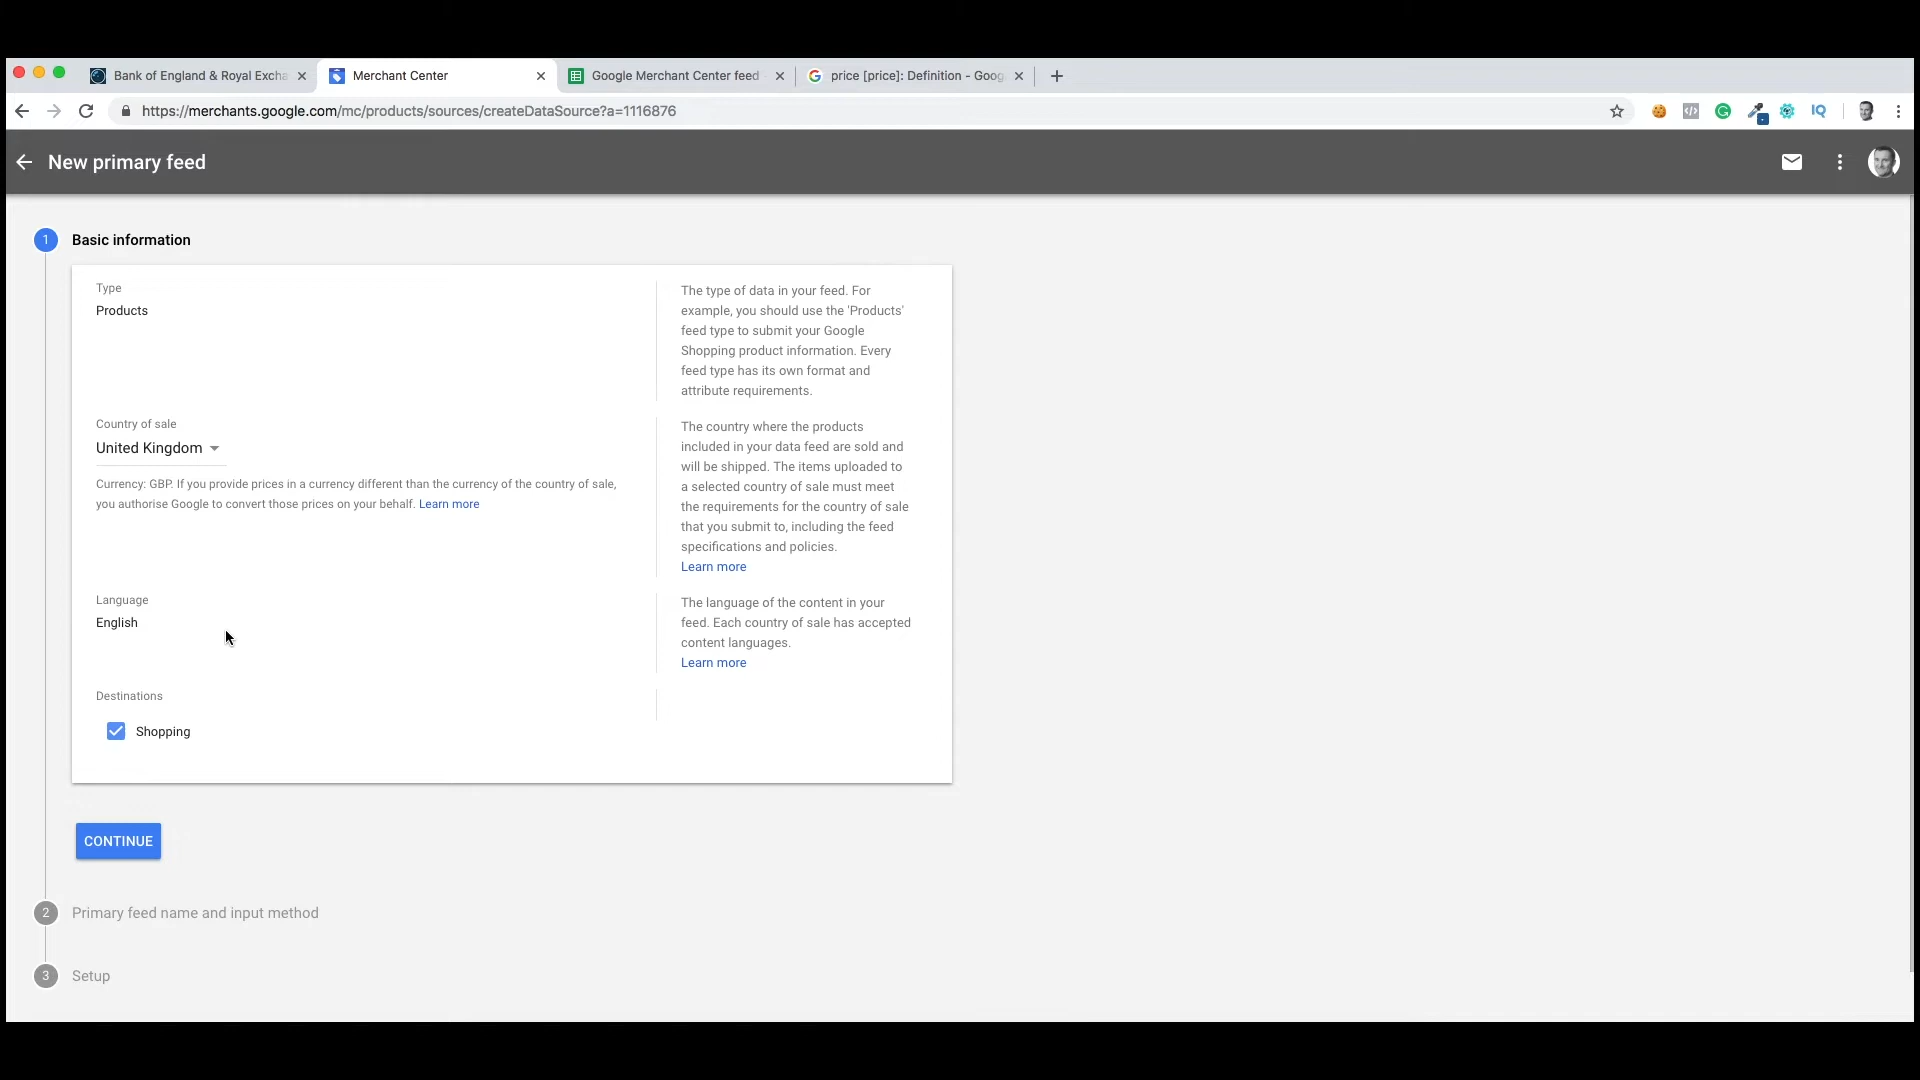 Bank of England & Royal Excha
Merchant Center
Google Merchant Center feed
price [price]: Definition - Goog
https://merchants.google.com/mc/products/sources/createDataSource?a=1116876
IQ
New primary feed
1 Basic information
Type
Products
The type of data in your feed. For
example, you should use the 'Products'
feed type to submit your Google
Shopping product information. Every
feed type has its own format and
attribute requirements.
Country of sale
United Kingdom
Currency: GBP. If you provide prices in a currency different than the currency of the country of sale,
you authorise Google to convert those prices on your behalf. Learn more
The country where the products
included in your data feed are sold and
will be shipped. The items uploaded to
a selected country of sale must meet
the requirements for the country of sale
that you submit to, including the feed
specifications and policies.
Learn more
Language
English
The language of the content in your
feed. Each country of sale has accepted
content languages.
Learn more
Destinations
Shopping
CONTINUE
2 Primary feed name and input method
3 Setup